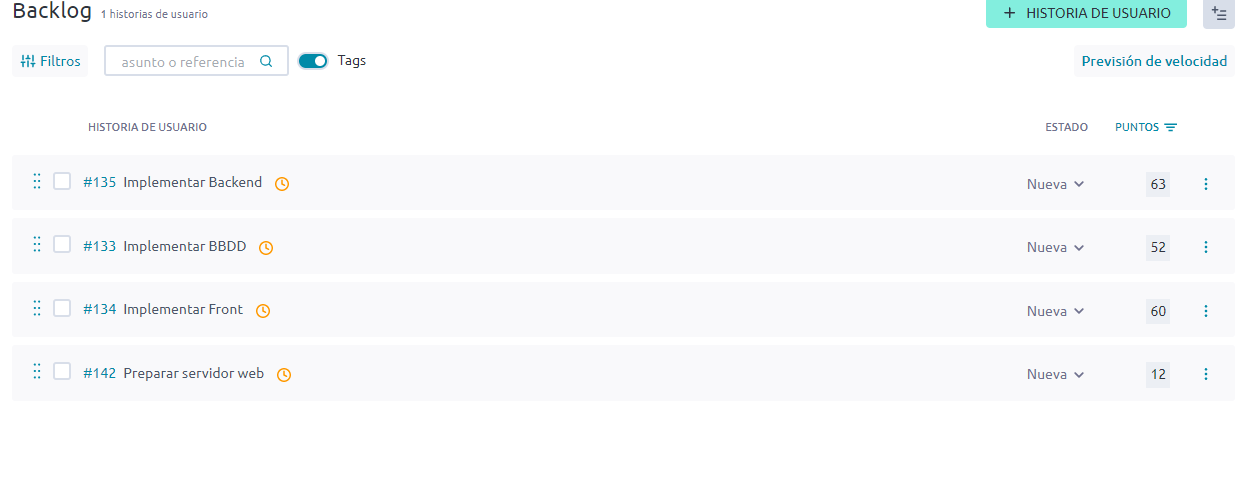 Backlog 1 historias de usuario
+ HISTORIA DE USUARIO
Filtros asunto o referencia Tags Previsión de velocidad
HISTORIA DE USUARIO ESTADO PUNTOS
#135 Implementar Backend Nueva 63
#133 Implementar BBDD Nueva 52
#134 Implementar Front Nueva 60
#142 Preparar servidor web Nueva 12